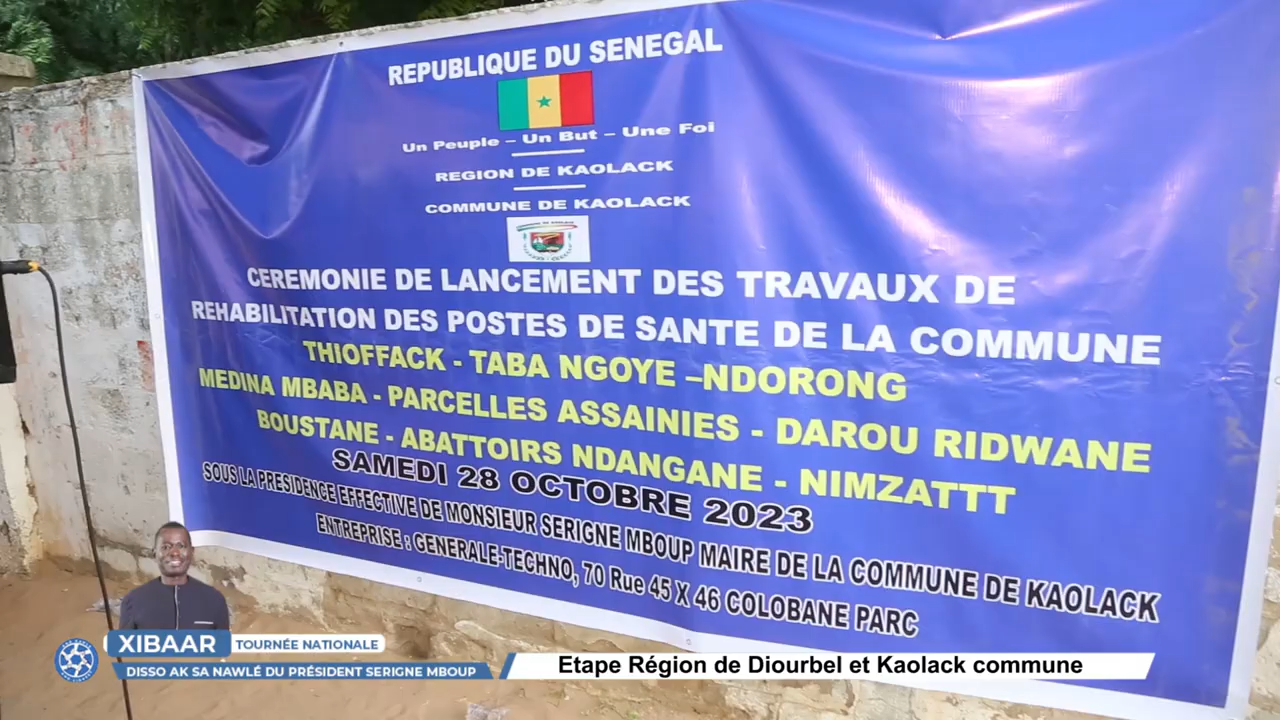 REPUBLIQUE DU SENEGAL
Un Peuple – Un But – Une Foi
REGION DE KAOLACK
COMMUNE DE KAOLACK
CEREMONIE DE LANCEMENT DES TRAVAUX DE
REHABILITATION DES POSTES DE SANTE DE LA COMMUNE
THIOFFACK - TABA NGOYE –NDORONG
MEDINA MBABA - PARCELLES ASSAINIES - DAROU RIDWANE
BOUSTANE - ABATTOIRS NDANGANE - NIMZATTT
SAMEDI 28 OCTOBRE 2023
SOUS LA PRESIDENCE EFFECTIVE DE MONSIEUR SERIGNE MBOUP MAIRE DE LA COMMUNE DE KAOLACK
ENTREPRISE : GENERALE-TECHNO, 70 Rue 45 X 46 COLOBANE PARC
XIBAAR TOURNÉE NATIONALE
DISSO AK SA NAWLÉ DU PRÉSIDENT SERIGNE MBOUP
Etape Région de Diourbel et Kaolack commune